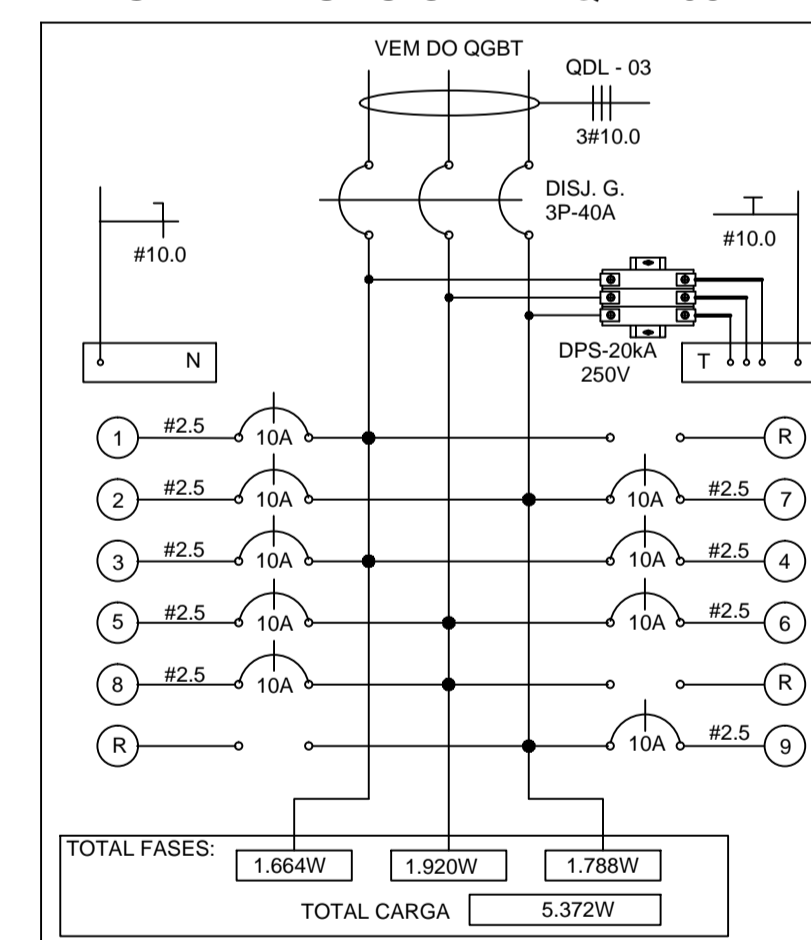 VEM DO QGBT
QDL - 03
3#10.0
DISJ. G.
3P-40A
#10.0
#10.0
DPS-20kA
250V
N
T
1 #2.5 10A R
2 #2.5 10A 10A #2.5 7
3 #2.5 10A 10A #2.5 4
5 #2.5 10A 10A #2.5 6
8 #2.5 10A R
R 10A #2.5 9
TOTAL FASES:
1.664W 1.920W 1.788W
TOTAL CARGA 5.372W